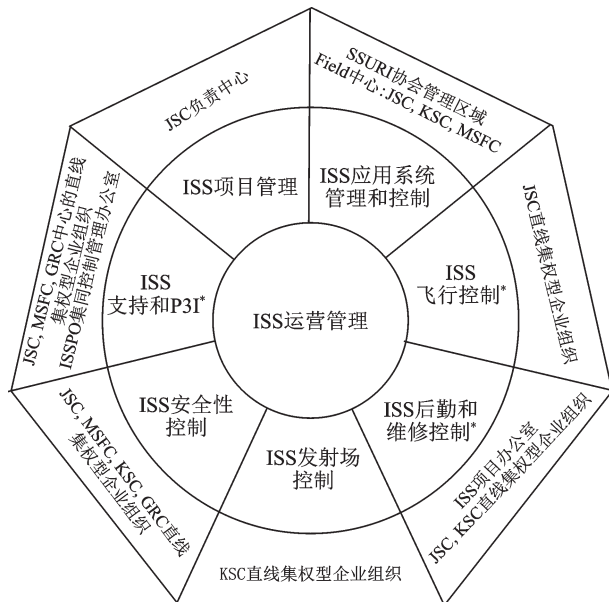 JSC负责中心
SSURI协会管理区域
Field中心:JSC, KSC, MSFC
ISS项目管理
ISS应用系统
管理和控制
JSC, MSFC, GRC中心的直线
集权型企业组织
ISSPO集同控制管理办公室
ISS
支持和P3I*
ISS运营管理
ISS
飞行控制*
JSC直线集权型企业组织
ISS安全性
控制
ISS发射场
控制
ISS后勤和
维修控制*
JSC, MSFC, KSC, GRC直线
集权型企业组织
KSC直线集权型企业组织
ISS项目办公室
JSC, KSC直线集权型企业组织